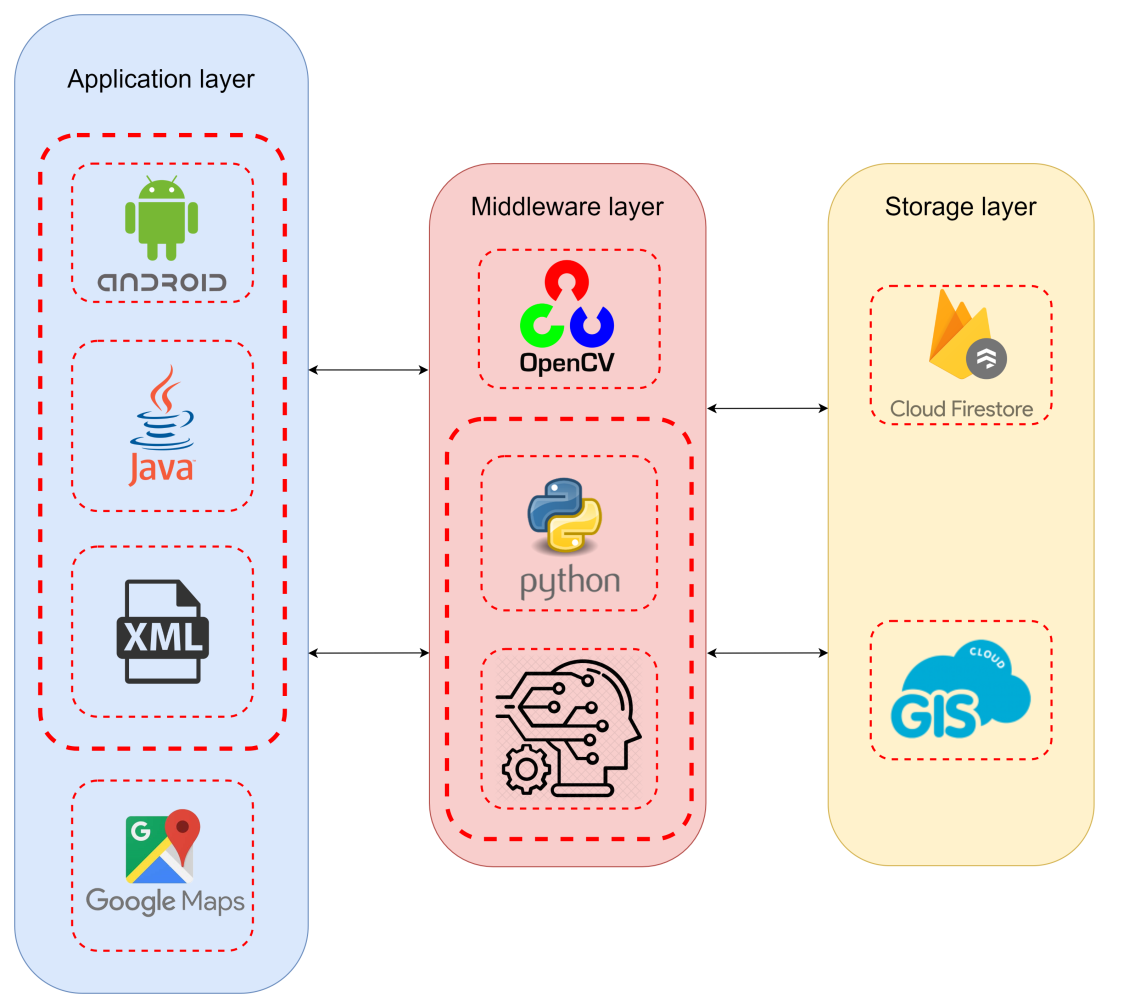 Application layer
android
Java
XML
G
Google Maps
Middleware layer
OpenCV
python
Storage layer
Cloud Firestore
CLOUD
GIS